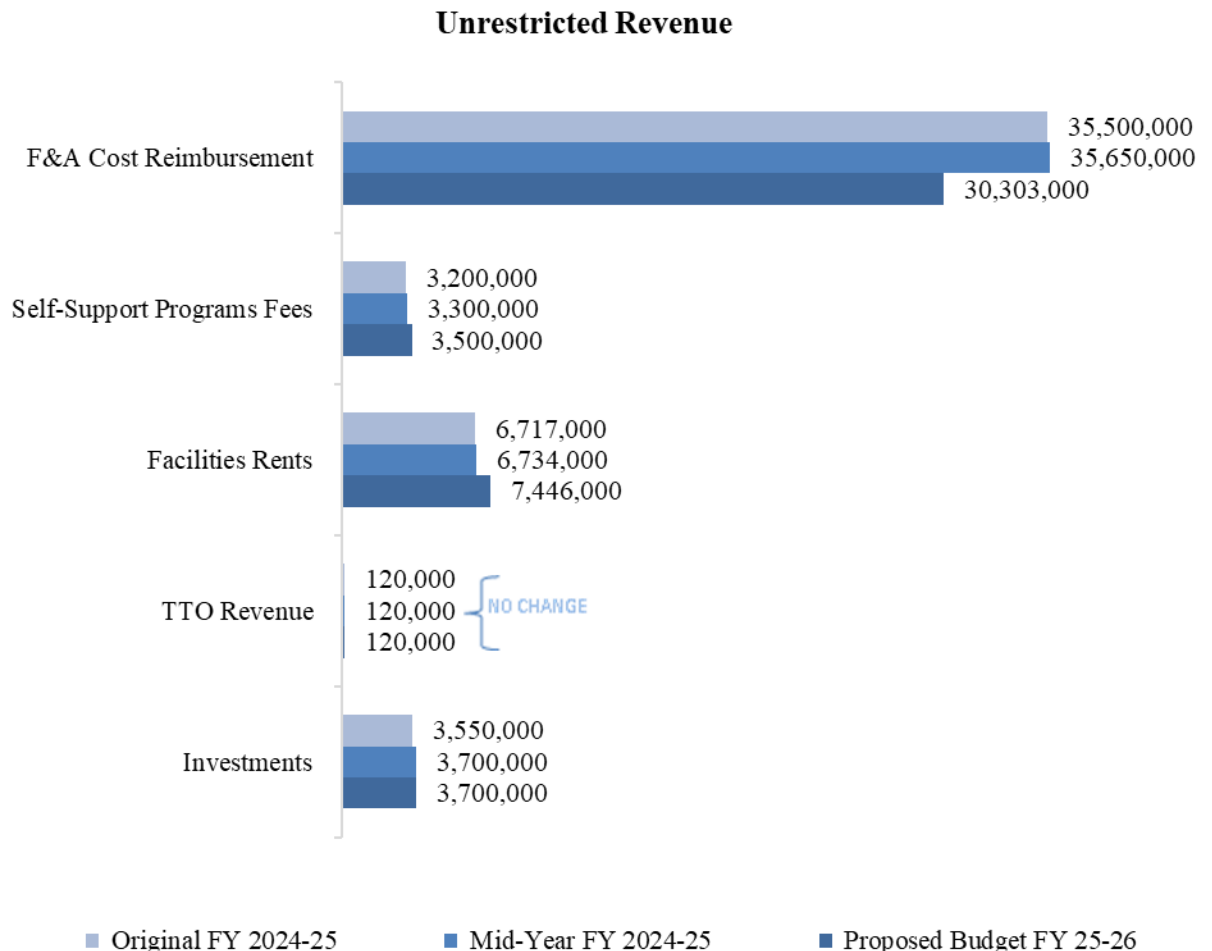 Unrestricted Revenue
F&A Cost Reimbursement
35,500,000
35,650,000
30,303,000
Self-Support Programs Fees
3,200,000
3,300,000
3,500,000
Facilities Rents
6,717,000
6,734,000
7,446,000
TTO Revenue
120,000
120,000
120,000
NO CHANGE
Investments
3,550,000
3,700,000
3,700,000
Original FY 2024-25 Mid-Year FY 2024-25 Proposed Budget FY 25-26